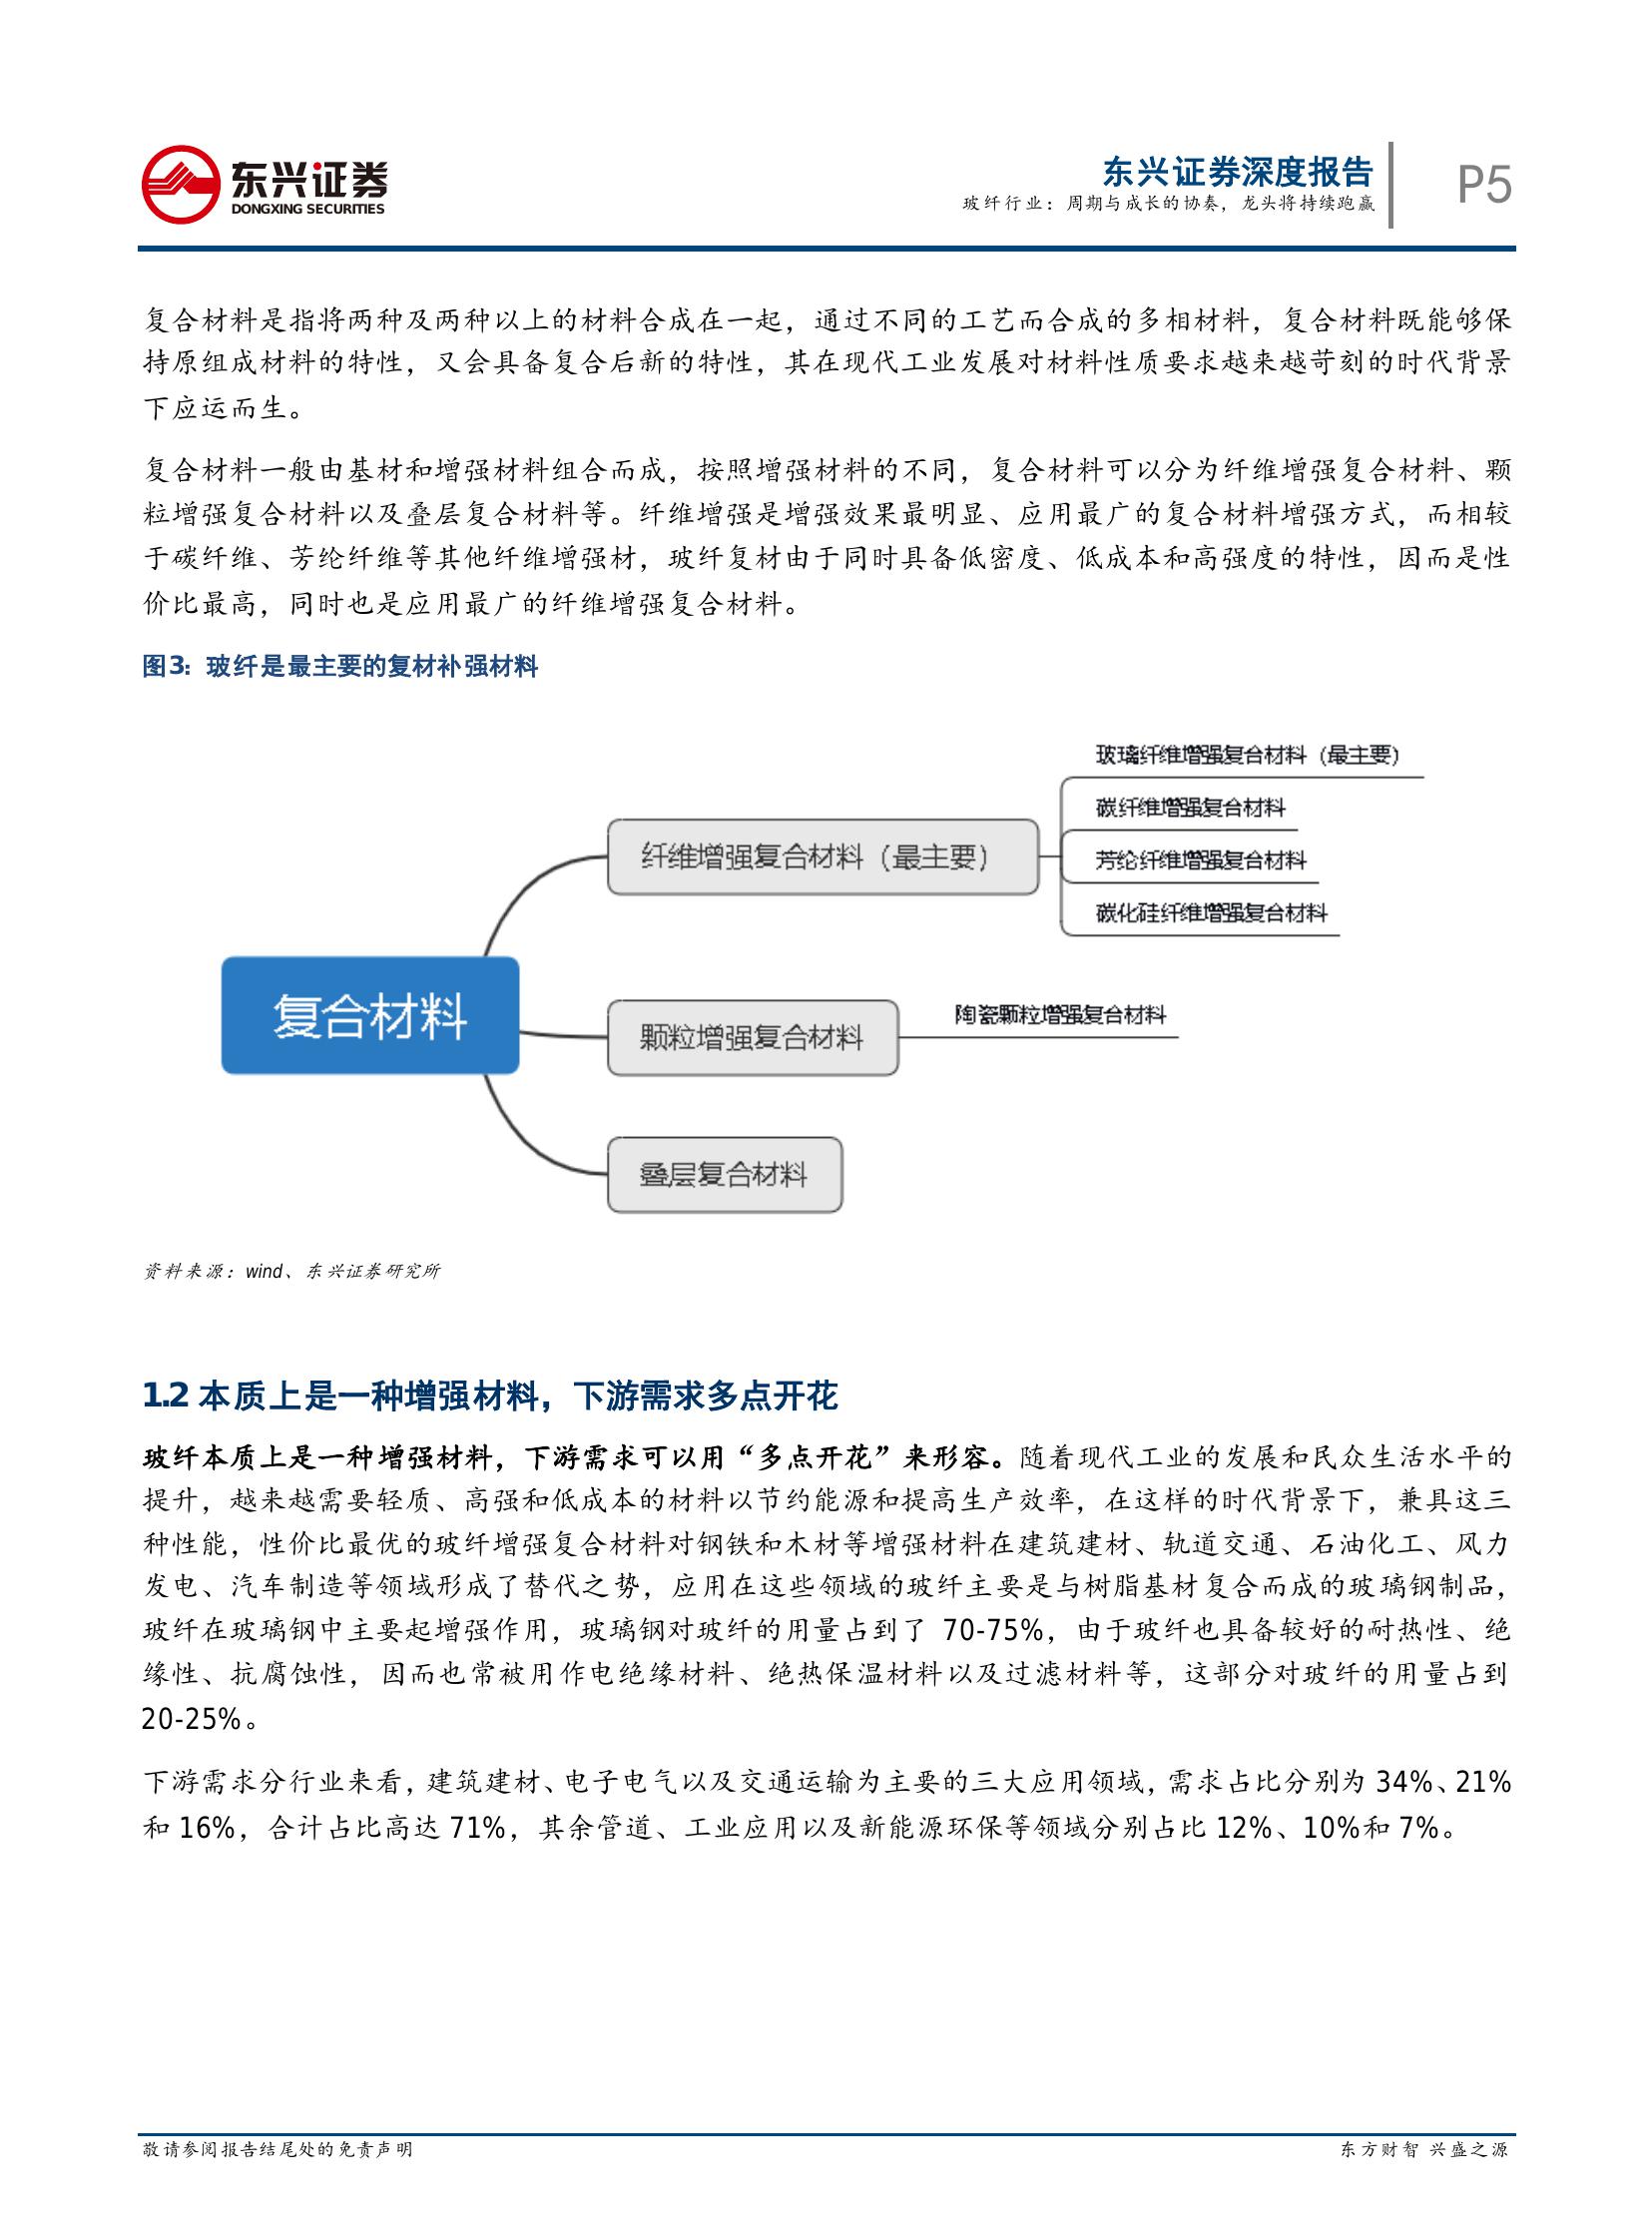 东兴证券
DONGXING SECURITIES
东兴证券深度报告
玻纤行业：周期与成长的协奏，龙头将持续跑赢
P5
复合材料是指将两种及两种以上的材料合成在一起，通过不同的工艺而合成的多相材料，复合材料既能够保
持原组成材料的特性，又会具备复合后新的特性，其在现代工业发展对材料性质要求越来越苛刻的时代背景
下应运而生。
复合材料一般由基材和增强材料组合而成，按照增强材料的不同，复合材料可以分为纤维增强复合材料、颗
粒增强复合材料以及叠层复合材料等。纤维增强是增强效果最明显、应用最广的复合材料增强方式，而相较
于碳纤维、芳纶纤维等其他纤维增强材，玻纤复材由于同时具备低密度、低成本和高强度的特性，因而是性
价比最高，同时也是应用最广的纤维增强复合材料。
图3：玻纤是最主要的复材补强材料
玻璃纤维增强复合材料（最主要）
碳纤维增强复合材料
纤维增强复合材料（最主要）
芳纶纤维增强复合材料
碳化硅纤维增强复合材料
复合材料
陶瓷颗粒增强复合材料
颗粒增强复合材料
叠层复合材料
资料来源：wind、东兴证券研究所
1.2 本质上是一种增强材料，下游需求多点开花
玻纤本质上是一种增强材料，下游需求可以用“多点开花”来形容。随着现代工业的发展和民众生活水平的
提升，越来越需要轻质、高强和低成本的材料以节约能源和提高生产效率，在这样的时代背景下，兼具这三
种性能，性价比最优的玻纤增强复合材料对钢铁和木材等增强材料在建筑建材、轨道交通、石油化工、风力
发电、汽车制造等领域形成了替代之势，应用在这些领域的玻纤主要是与树脂基材复合而成的玻璃钢制品，
玻纤在玻璃钢中主要起增强作用，玻璃钢对玻纤的用量占到了 70-75%，由于玻纤也具备较好的耐热性、绝
缘性、抗腐蚀性，因而也常被用作电绝缘材料、绝热保温材料以及过滤材料等，这部分对玻纤的用量占到
20-25%。
下游需求分行业来看，建筑建材、电子电气以及交通运输为主要的三大应用领域，需求占比分别为 34%、21%
和 16%，合计占比高达 71%，其余管道、工业应用以及新能源环保等领域分别占比 12%、10%和 7%。
敬请参阅报告结尾处的免责声明
东方财智 兴盛之源